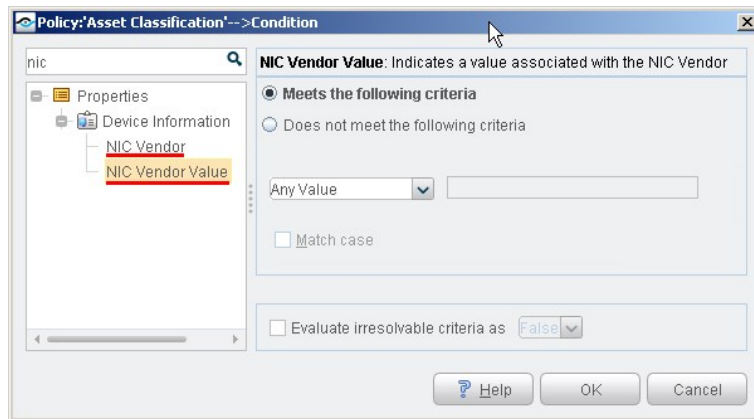 Policy:'Asset Classification'-->Condition
nic
Properties
Device Information
NIC Vendor
NIC Vendor Value
NIC Vendor Value: Indicates a value associated with the NIC Vendor
Meets the following criteria
Does not meet the following criteria
Any Value
Match case
Evaluate irresolvable criteria as False
? Help OK Cancel